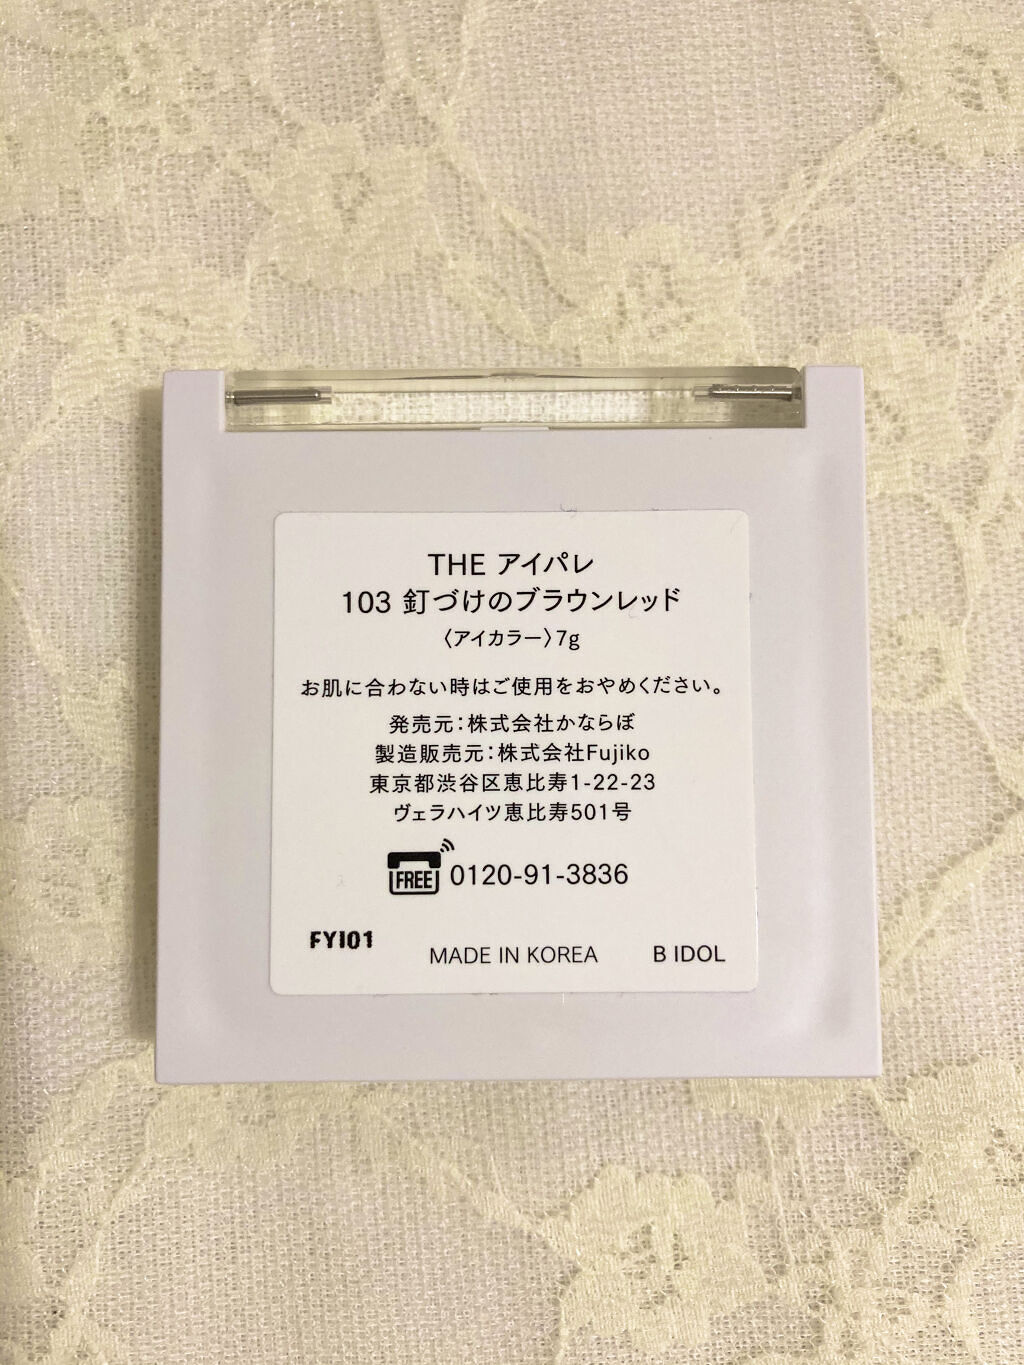 THE アイパレ
103 釘づけのブラウンレッド
〈アイカラー〉7g
お肌に合わない時はご使用をおやめください。
発売元:株式会社かならぼ
製造販売元:株式会社Fujiko
東京都渋谷区恵比寿1-22-23
ヴェラハイツ恵比寿501号
FREE 0120-91-3836
FYI01 MADE IN KOREA B IDOL